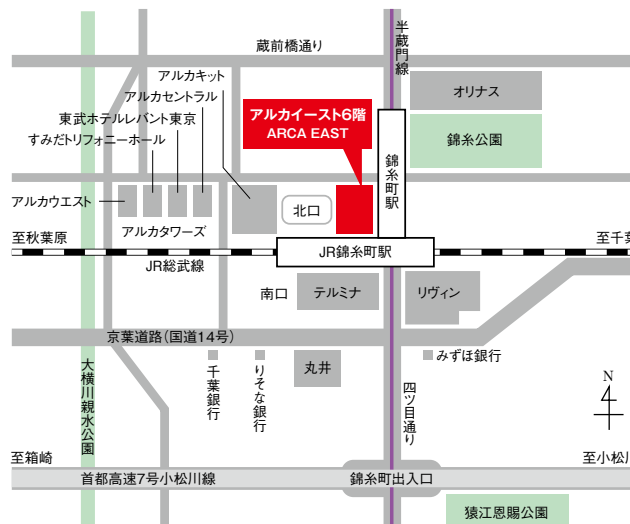 半蔵門線
蔵前橋通り
アルカキット
アルカセントラル
東武ホテルレバント東京
すみだトリフォニーホール
アルカイースト6階
ARCA EAST
オリナス
錦糸公園
錦糸町駅
アルカウエスト
北口
アルカタワーズ
至秋葉原
至千葉
JR錦糸町駅
JR総武線
南口
テルミナ
リヴィン
京葉道路(国道14号)
みずほ銀行
丸井
千葉銀行
りそな銀行
大横川親水公園
四ツ目通り
N
至箱崎
至小松川
首都高速7号小松川線
錦糸町出入口
猿江恩賜公園